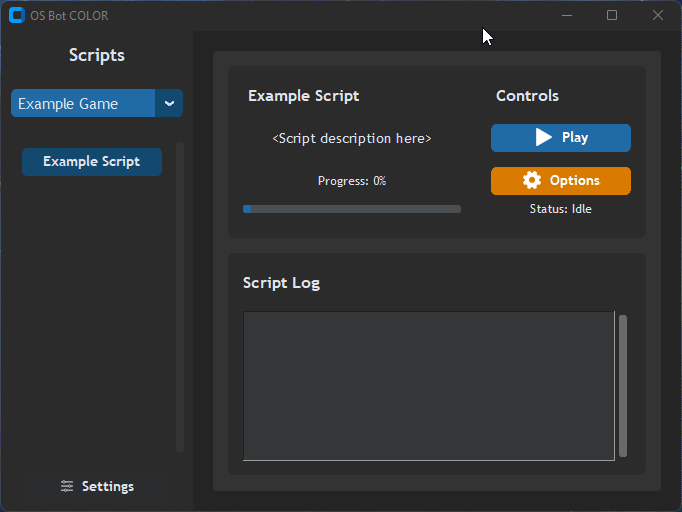 OS Bot COLOR
Scripts
Example Game
Example Script
Settings
Example Script
<Script description here>
Progress: 0%
Controls
Play
Options
Status: Idle
Script Log